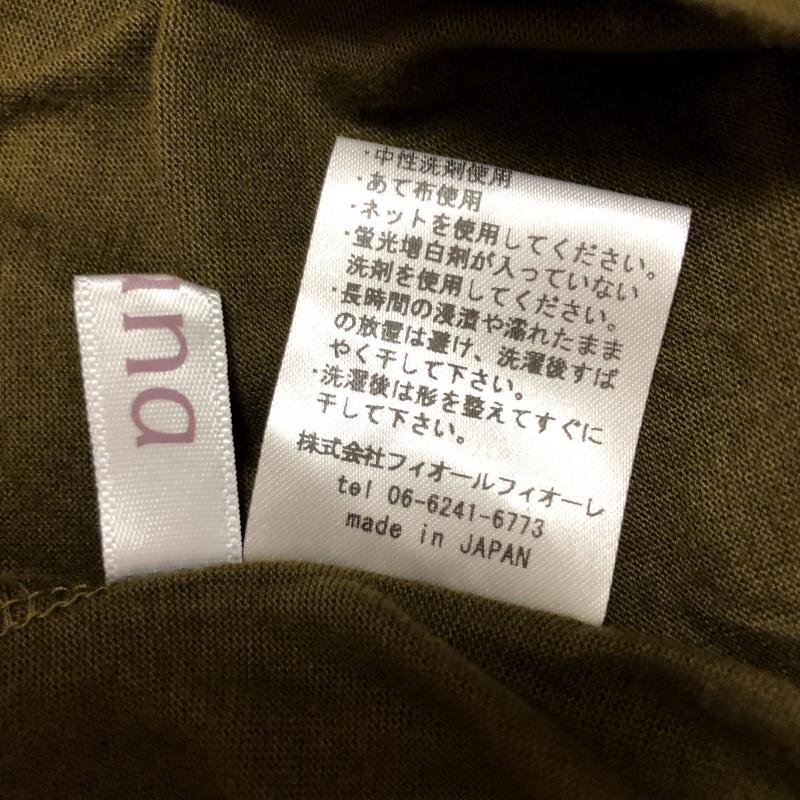 una
・中性洗剤使用
・あて布使用
・ネットを使用してください。
・蛍光増白剤が入っていない
洗剤を使用してください。
・長時間の浸漬や濡れたまま
の放置は避け、洗濯後すば
やく干して下さい。
・洗濯後は形を整えてすぐに
干して下さい。
株式会社フィオールフィオーレ
tel 06-6241-6773
made in JAPAN